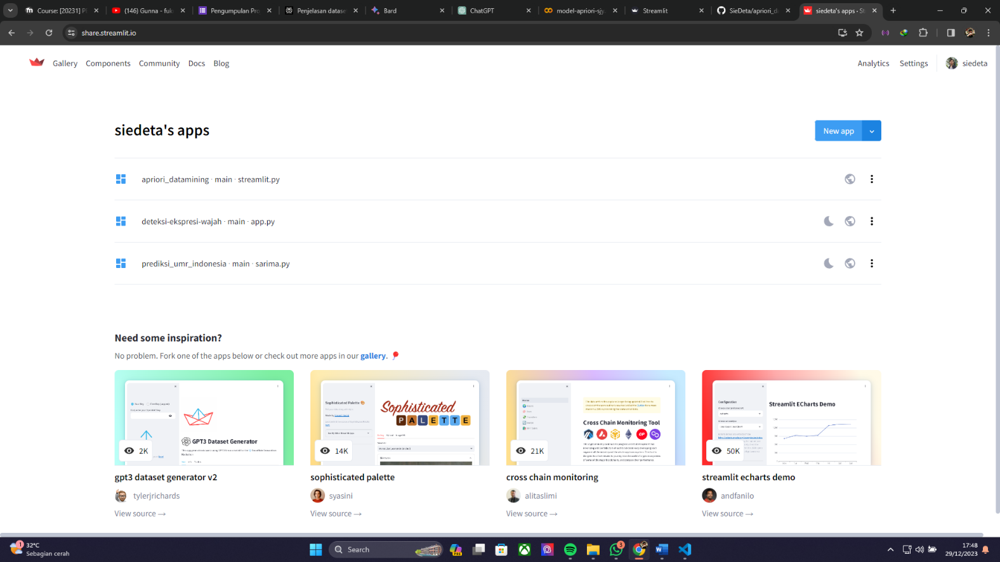 Course: [20231] P
(146) Gunna - fuk
Pengumpulan Pro
Penjelasan datase
Bard
ChatGPT
model-apriori-sjy.
Streamlit
SieDeta/apriori_d
siedeta's apps · St
share.streamlit.io
Gallery Components Community Docs Blog
Analytics Settings siedeta
siedeta's apps
New app
apriori_datamining · main · streamlit.py
deteksi-ekspresi-wajah · main · app.py
prediksi_umr_indonesia · main · sarima.py
Need some inspiration?
No problem. Fork one of the apps below or check out more apps in our gallery. 🎈
GPT3 Dataset Generator
2K
Sophisticated Palette
Sophisticated
PALETTE
14K
Cross Chain Monitoring Tool
21K
Configuration
Streamlit ECharts Demo
50K
gpt3 dataset generator v2
tylerjrichards
View source →
sophisticated palette
syasini
View source →
cross chain monitoring
alitaslimi
View source →
streamlit echarts demo
andfanilo
View source →
1
32°C
Sebagian cerah
Search
PRE
3
17:48
29/12/2023